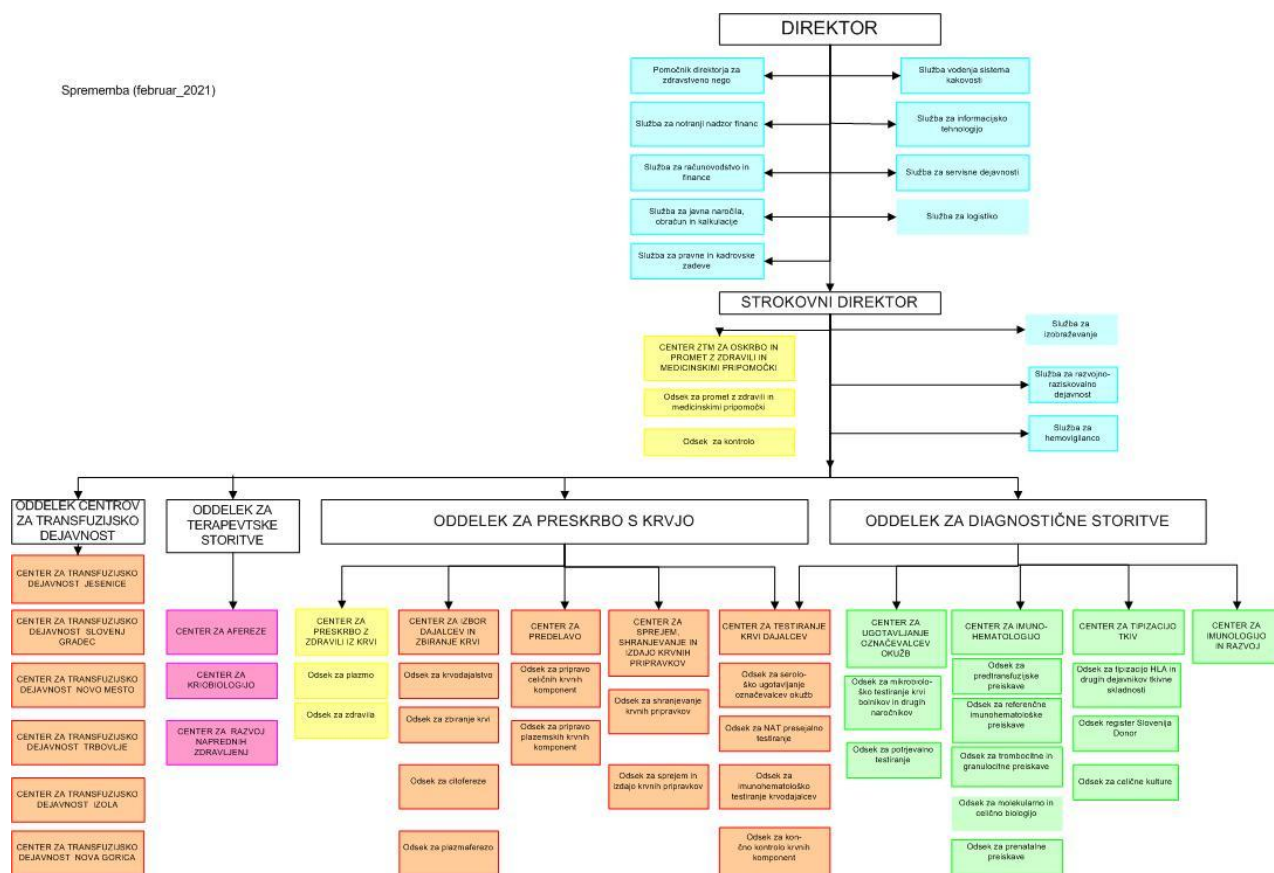 DIREKTOR
Sprememba (februar_2021)
Pomočnik direktorja za
zdravstveno nego
Služba vodenja sistema
kakovosti
Služba za notranji nadzor financ
Služba za informacijsko
tehnologijo
Služba za računovodstvo in
finance
Služba za servisne dejavnosti
Služba za javna naročila,
obračun in kalkulacije
Služba za logistiko
Služba za pravne in kadrovske
zadeve
STROKOVNI DIREKTOR
CENTER ZTM ZA OSKRBO IN
PROMET Z ZDRAVILI IN
MEDICINSKIMI PRIPOMOČKI
Odsek za promet z zdravili in
medicinskimi pripomočki
Odsek za kontrolo
Služba za
izobraževanje
Služba za razvojno-
raziskovalno
dejavnost
Služba za
hemovigilanco
ODDELEK CENTROV
ZA TRANSFUZIJSKO
DEJAVNOST
ODDELEK ZA
TERAPEVTSKE
STORITVE
ODDELEK ZA PRESKRBO S KRVJO
ODDELEK ZA DIAGNOSTIČNE STORITVE
CENTER ZA TRANSFUZIJSKO
DEJAVNOST JESENICE
CENTER ZA TRANSFUZIJSKO
DEJAVNOST SLOVENJ
GRADEC
CENTER ZA TRANSFUZIJSKO
DEJAVNOST NOVO MESTO
CENTER ZA TRANSFUZIJSKO
DEJAVNOST TRBOVLJE
CENTER ZA TRANSFUZIJSKO
DEJAVNOST IZOLA
CENTER ZA TRANSFUZIJSKO
DEJAVNOST NOVA GORICA
CENTER ZA AFEREZE
CENTER ZA
KRIOBIOLOGIJO
CENTER ZA RAZVOJ
NAPREDNIH
ZDRAVLJENJ
CENTER ZA
PRESKRBO Z
ZDRAVILI IZ KRVI
Odsek za plazmo
Odsek za zdravila
CENTER ZA IZBOR
DAJALCEV IN
ZBIRANJE KRVI
Odsek za krvodajalstvo
Odsek za zbiranje krvi
Odsek za citofereze
Odsek za plazmaferezo
CENTER ZA
PREDELAVO
Odsek za pripravo
celičnih krvnih
komponent
Odsek za pripravo
plazemskih krvnih
komponent
CENTER ZA
SPREJEM,
SHRANJEVANJE IN
IZDAJO KRVNIH
PRIPRAVKOV
Odsek za shranjevanje
krvnih pripravkov
Odsek za sprejem in
izdajo krvnih pripravkov
CENTER ZA TESTIRANJE
KRVI DAJALCEV
Odsek za serolo-
ško ugotavljanje
označevalcev okužb
Odsek za NAT presejalno
testiranje
Odsek za
imunohematološko
testiranje krvodajalcev
Odsek za kon-
čno kontrolo krvnih
komponent
CENTER ZA
UGOTAVLJANJE
OZNAČEVALCEV
OKUŽB
Odsek za mikrobiolo-
ško testiranje krvi
bolnikov in drugih
naročnikov
Odsek za potrjevalno
testiranje
CENTER ZA IMUNO-
HEMATOLOGIJO
Odsek za
predtransfuzijske
preiskave
Odsek za referenčne
imunohematološke
preiskave
Odsek za trombocitne in
granulocitne preiskave
Odsek za molekularno in
celično biologijo
Odsek za prenatalne
preiskave
CENTER ZA TIPIZACIJO
TKIV
Odsek za tipizacijo HLA in
drugih dejavnikov tkivne
skladnosti
Odsek register Slovenija
Donor
Odsek za celične kulture
CENTER ZA
IMUNOLOGIJO IN
RAZVOJ